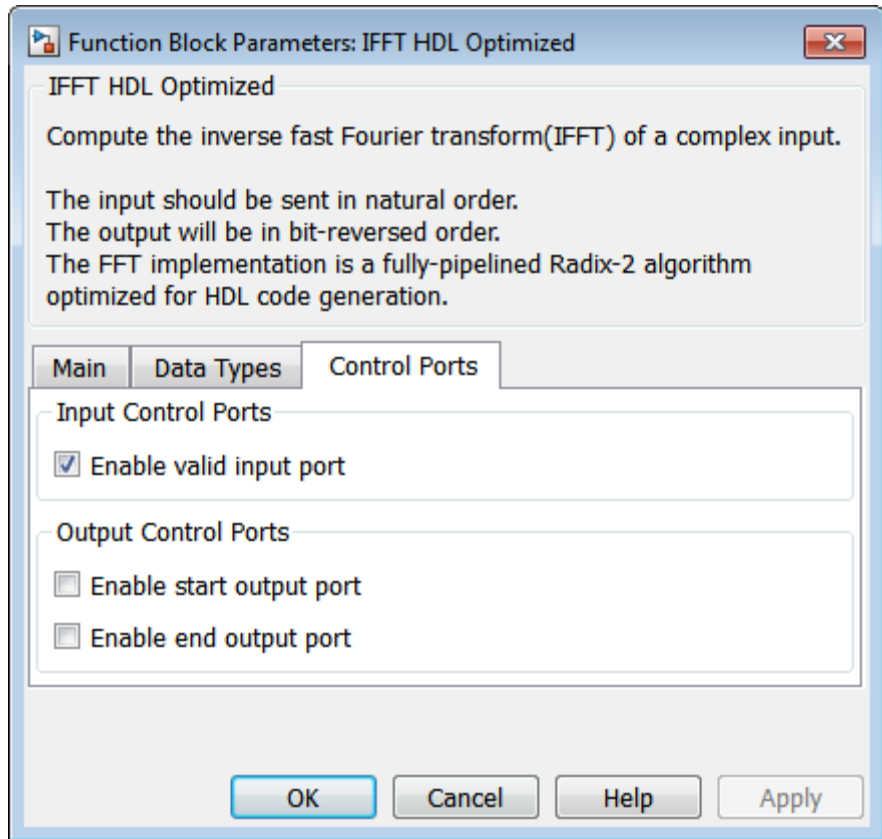 Function Block Parameters: IFFT HDL Optimized
IFFT HDL Optimized
Compute the inverse fast Fourier transform(IFFT) of a complex input.
The input should be sent in natural order.
The output will be in bit-reversed order.
The FFT implementation is a fully-pipelined Radix-2 algorithm
optimized for HDL code generation.
Main Data Types Control Ports
Input Control Ports
Enable valid input port
Output Control Ports
Enable start output port
Enable end output port
OK Cancel Help Apply